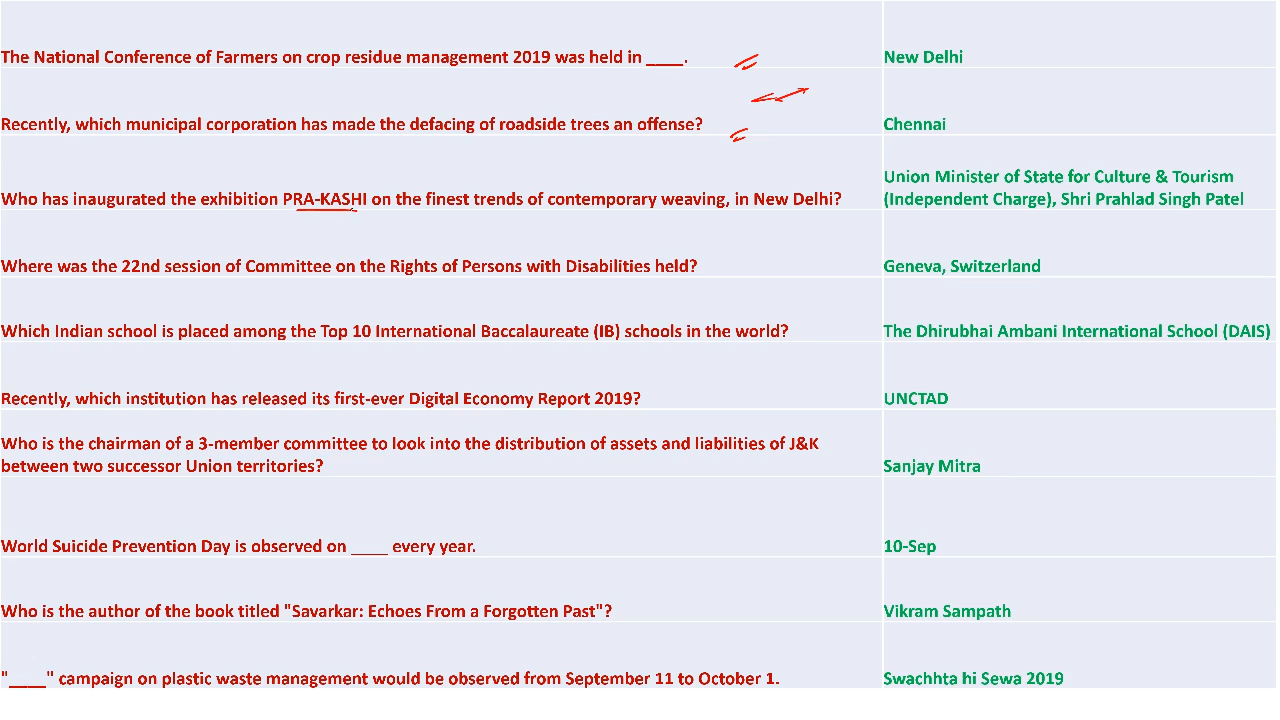 The National Conference of Farmers on crop residue management 2019 was held in ____. New Delhi
Recently, which municipal corporation has made the defacing of roadside trees an offense? Chennai
Who has inaugurated the exhibition PRA-KASHI on the finest trends of contemporary weaving, in New Delhi?
Union Minister of State for Culture & Tourism
(Independent Charge), Shri Prahlad Singh Patel
Where was the 22nd session of Committee on the Rights of Persons with Disabilities held? Geneva, Switzerland
Which Indian school is placed among the Top 10 International Baccalaureate (IB) schools in the world? The Dhirubhai Ambani International School (DAIS)
Recently, which institution has released its first-ever Digital Economy Report 2019? UNCTAD
Who is the chairman of a 3-member committee to look into the distribution of assets and liabilities of J&K
between two successor Union territories? Sanjay Mitra
World Suicide Prevention Day is observed on ____ every year. 10-Sep
Who is the author of the book titled "Savarkar: Echoes From a Forgotten Past"? Vikram Sampath
"____" campaign on plastic waste management would be observed from September 11 to October 1. Swachhta hi Sewa 2019